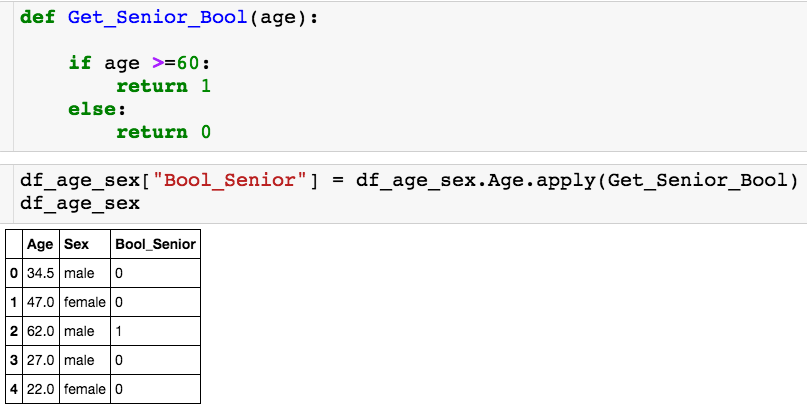 def Get_Senior_Bool(age):
if age >=60:
return 1
else:
return 0
df_age_sex["Bool_Senior"] = df_age_sex.Age.apply(Get_Senior_Bool)
df_age_sex
Age Sex Bool_Senior
0 34.5 male 0
1 47.0 female 0
2 62.0 male 1
3 27.0 male 0
4 22.0 female 0